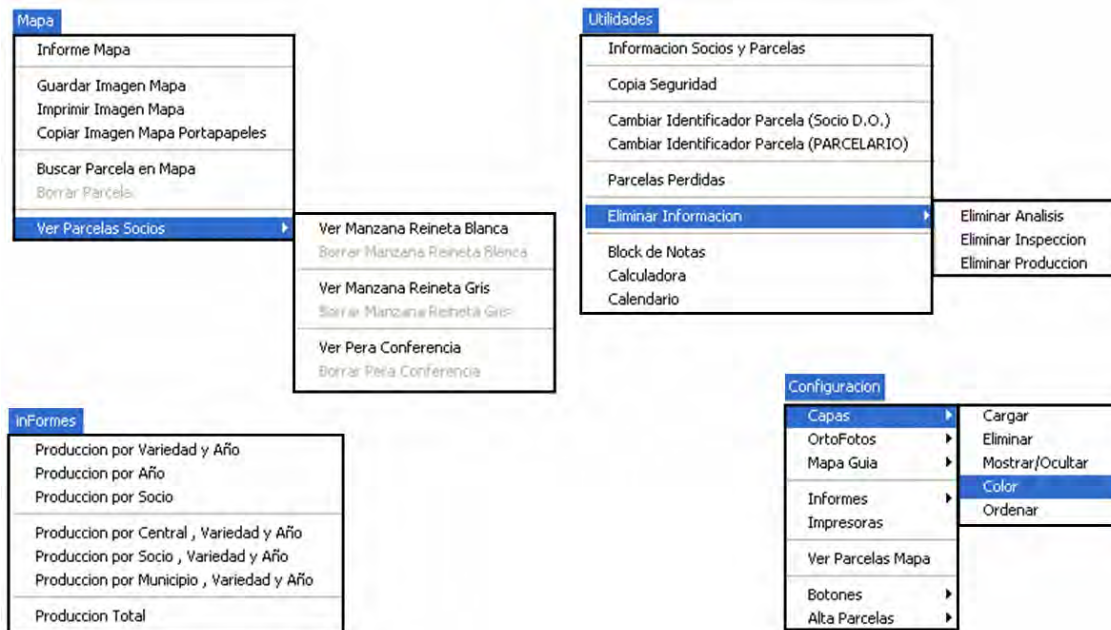 Mapa
Informe Mapa
Guardar Imagen Mapa
Imprimir Imagen Mapa
Copiar Imagen Mapa Portapapeles
Buscar Parcela en Mapa
Borrar Parcela
Ver Parcelas Socios
Ver Manzana Reineta Blanca
Borrar Manzana Reineta Blanca
Ver Manzana Reineta Gris
Borrar Manzana Reineta Gris
Ver Pera Conferencia
Borrar Pera Conferencia
Utilidades
Informacion Socios y Parcelas
Copia Seguridad
Cambiar Identificador Parcela (Socio D.O.)
Cambiar Identificador Parcela (PARCELARIO)
Parcelas Perdidas
Eliminar Informacion
Eliminar Analisis
Eliminar Inspeccion
Eliminar Produccion
Block de Notas
Calculadora
Calendario
inFormes
Produccion por Variedad y Año
Produccion por Año
Produccion por Socio
Produccion por Central , Variedad y Año
Produccion por Socio , Variedad y Año
Produccion por Municipio , Variedad y Año
Produccion Total
Configuracion
Capas
OrtoFotos
Mapa Guia
Informes
Impresoras
Ver Parcelas Mapa
Botones
Alta Parcelas
Cargar
Eliminar
Mostrar/Ocultar
Color
Ordenar